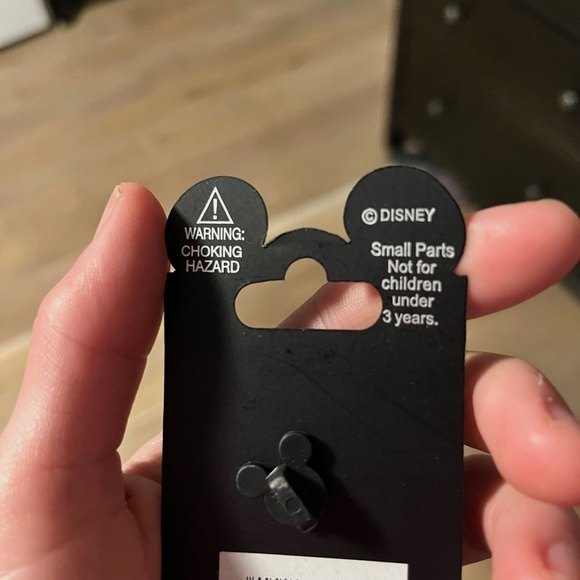 WARNING:
CHOKING
HAZARD
© DISNEY
Small Parts
Not for
children
under
3 years.